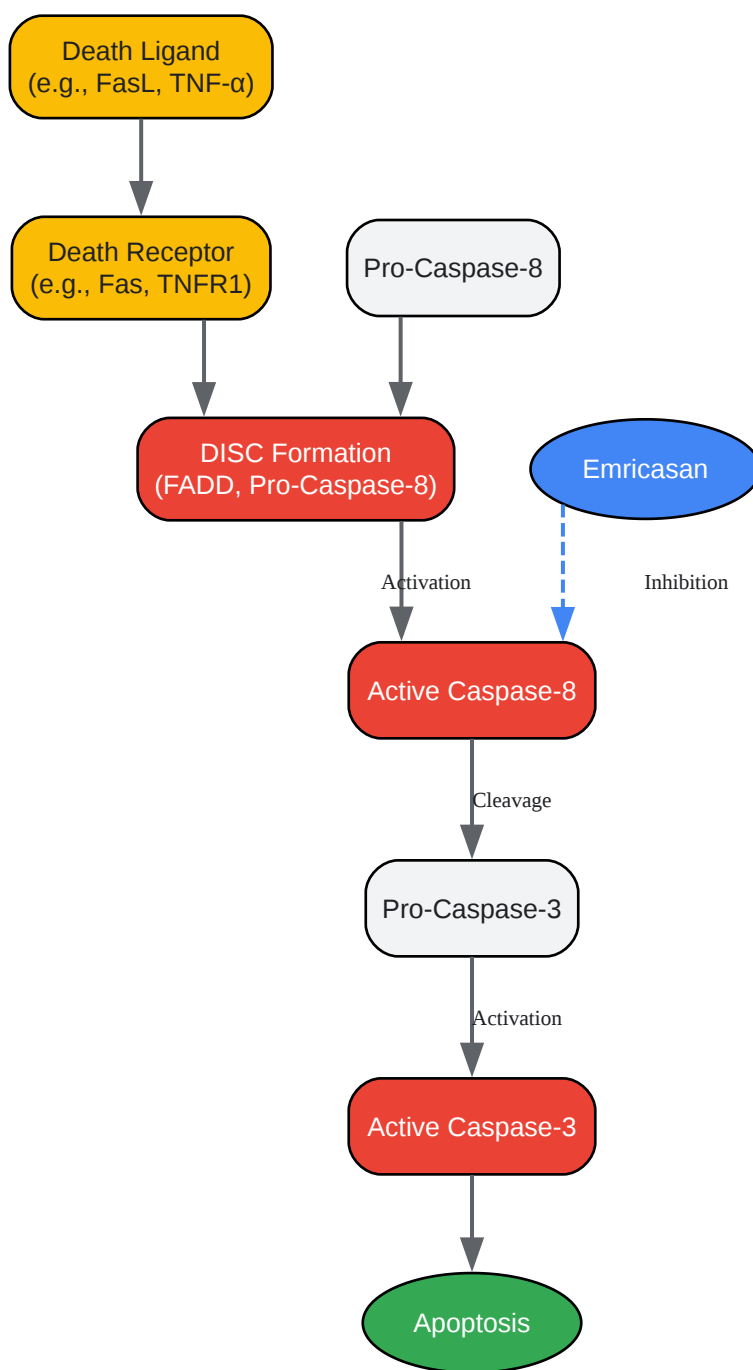 Death Ligand
(e.g., FasL, TNF-α)
Death Receptor
(e.g., Fas, TNFR1)
Pro-Caspase-8
DISC Formation
(FADD, Pro-Caspase-8)
Emricasan
Activation
Inhibition
Active Caspase-8
Cleavage
Pro-Caspase-3
Activation
Active Caspase-3
Apoptosis